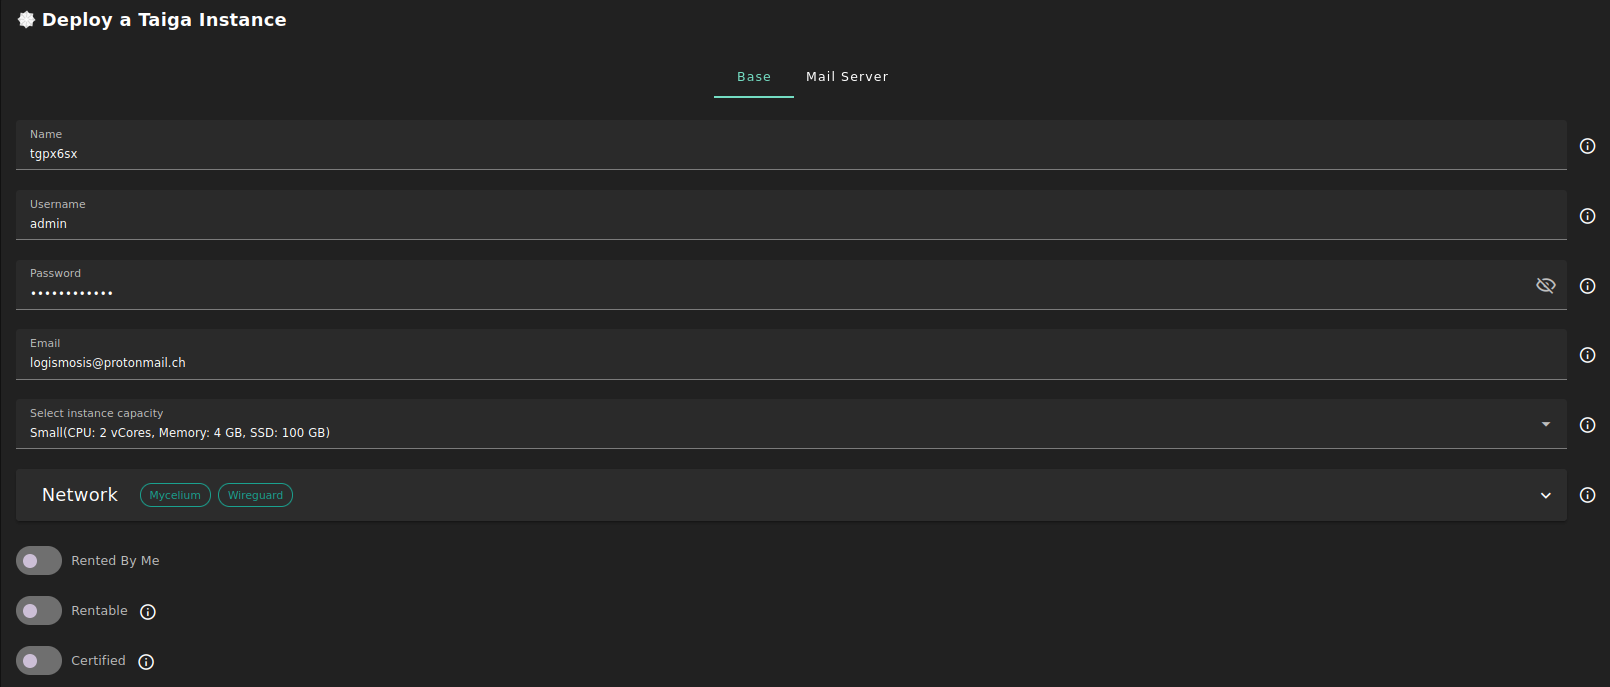 Deploy a Taiga Instance
Base Mail Server
Name
tgpx6sx
Username
admin
Password
••••••••••••
Email
logismosis@protonmail.ch
Select instance capacity
Small(CPU: 2 vCores, Memory: 4 GB, SSD: 100 GB)
Network Mycelium Wireguard
Rented By Me
Rentable
Certified